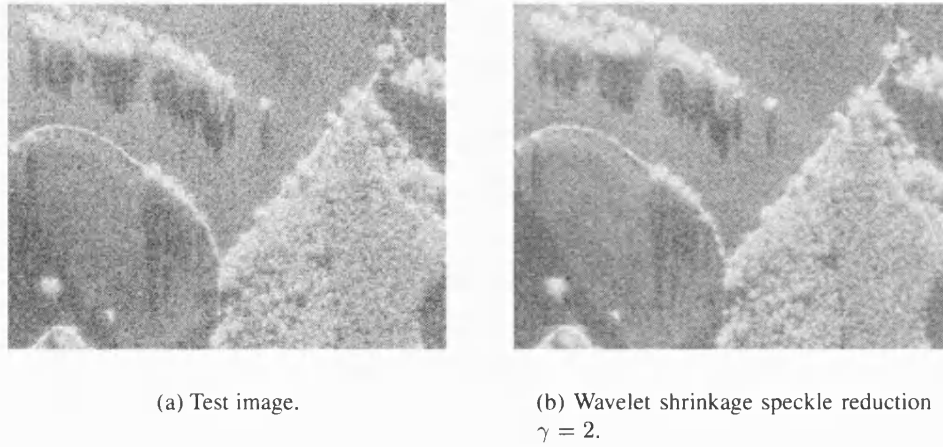 (a) Test image.
(b) Wavelet shrinkage speckle reduction
γ = 2.